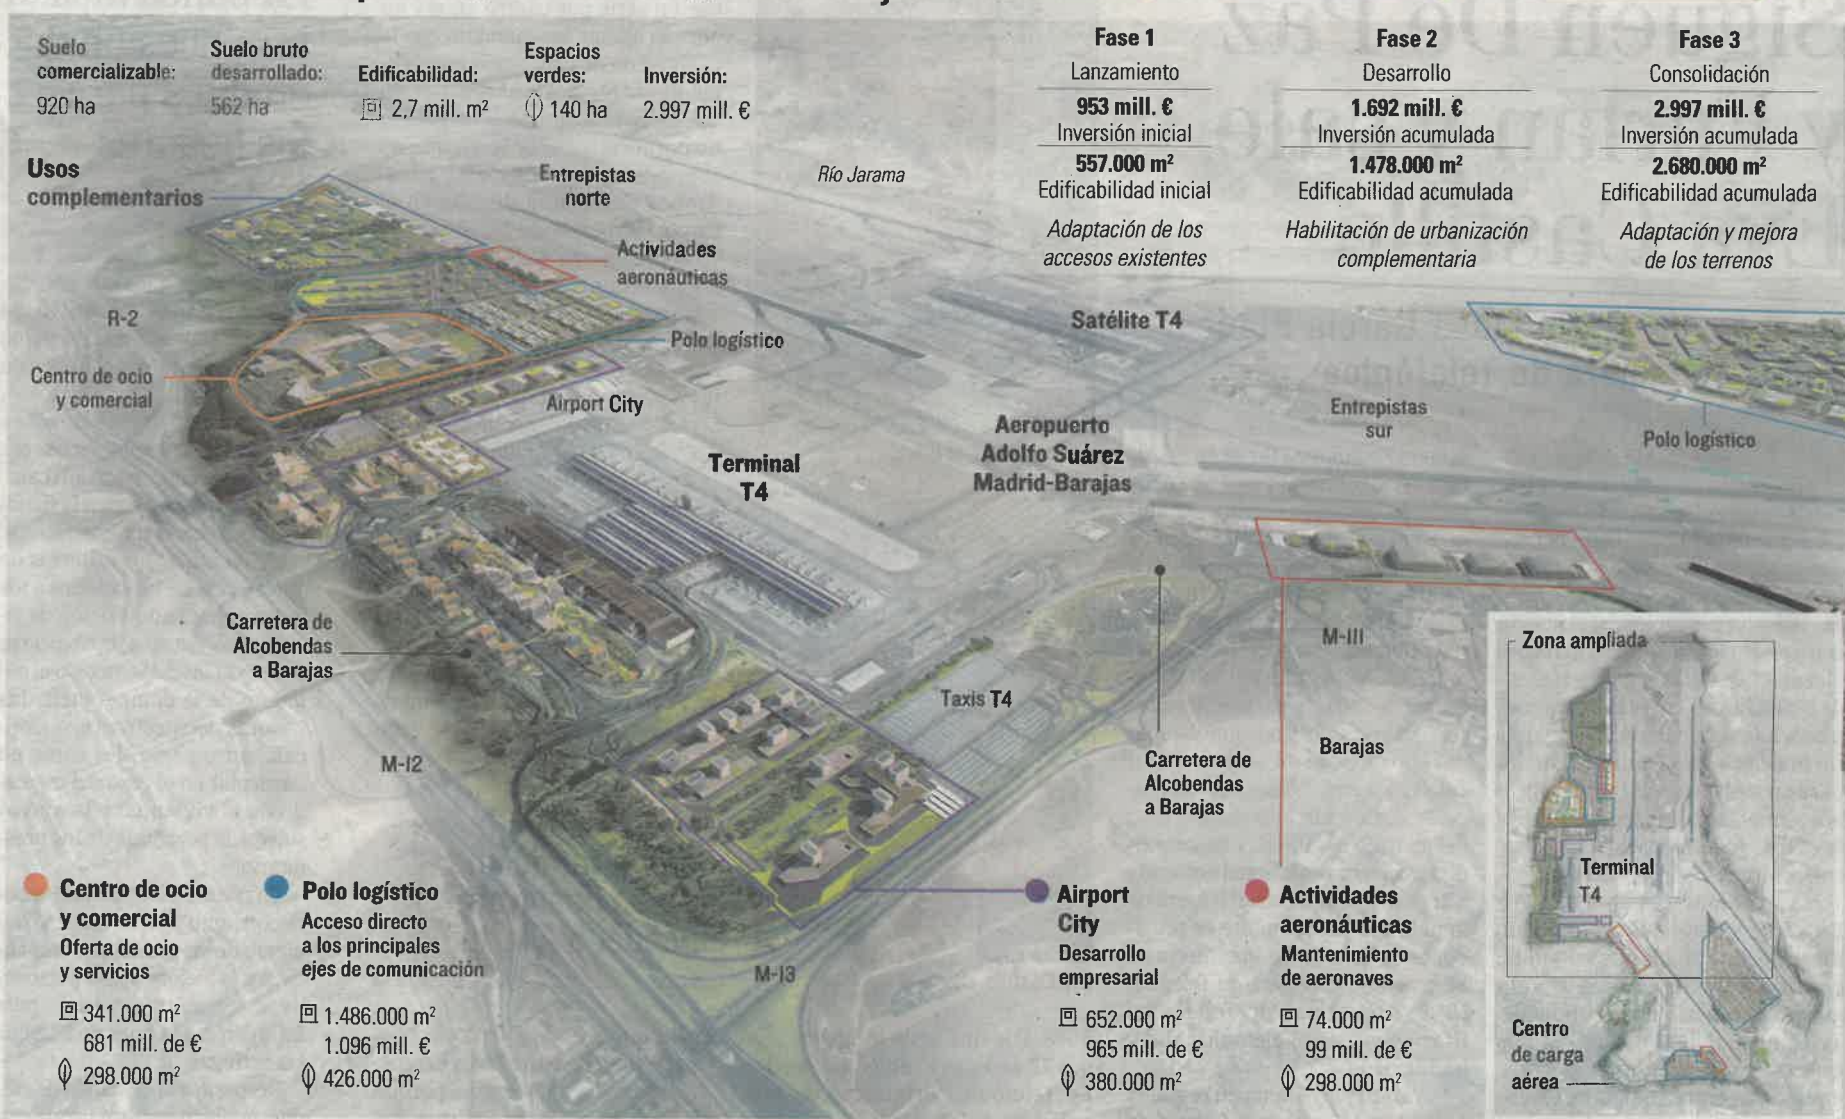 Suelo
comercializable:
920 ha
Suelo bruto
desarrollado:
562 ha
Edificabilidad:
2,7 mill. m²
Espacios
verdes:
140 ha
Inversión:
2.997 mill. €
Fase 1
Lanzamiento
953 mill. €
Inversión inicial
557.000 m²
Edificabilidad inicial
Adaptación de los
accesos existentes
Fase 2
Desarrollo
1.692 mill. €
Inversión acumulada
1.478.000 m²
Edificabilidad acumulada
Habilitación de urbanización
complementaria
Fase 3
Consolidación
2.997 mill. €
Inversión acumulada
2.680.000 m²
Edificabilidad acumulada
Adaptación y mejora
de los terrenos
Usos
complementarios
Entrepistas
norte
Río Jarama
Actividades
aeronáuticas
R-2
Polo logístico
Satélite T4
Centro de ocio
y comercial
Airport City
Entrepistas
sur
Polo logístico
Aeropuerto
Adolfo Suárez
Madrid-Barajas
Terminal
T4
Carretera de
Alcobendas
a Barajas
M-111
Taxis T4
M-12
Barajas
Carretera de
Alcobendas
a Barajas
M-13
Zona ampliada
Terminal
T4
Centro
de carga
aérea
Centro de ocio
y comercial
Oferta de ocio
y servicios
341.000 m²
681 mill. de €
298.000 m²
Polo logístico
Acceso directo
a los principales
ejes de comunicación
1.486.000 m²
1.096 mill. €
426.000 m²
Airport
City
Desarrollo
empresarial
652.000 m²
965 mill. de €
380.000 m²
Actividades
aeronáuticas
Mantenimiento
de aeronaves
74.000 m²
99 mill. de €
298.000 m²